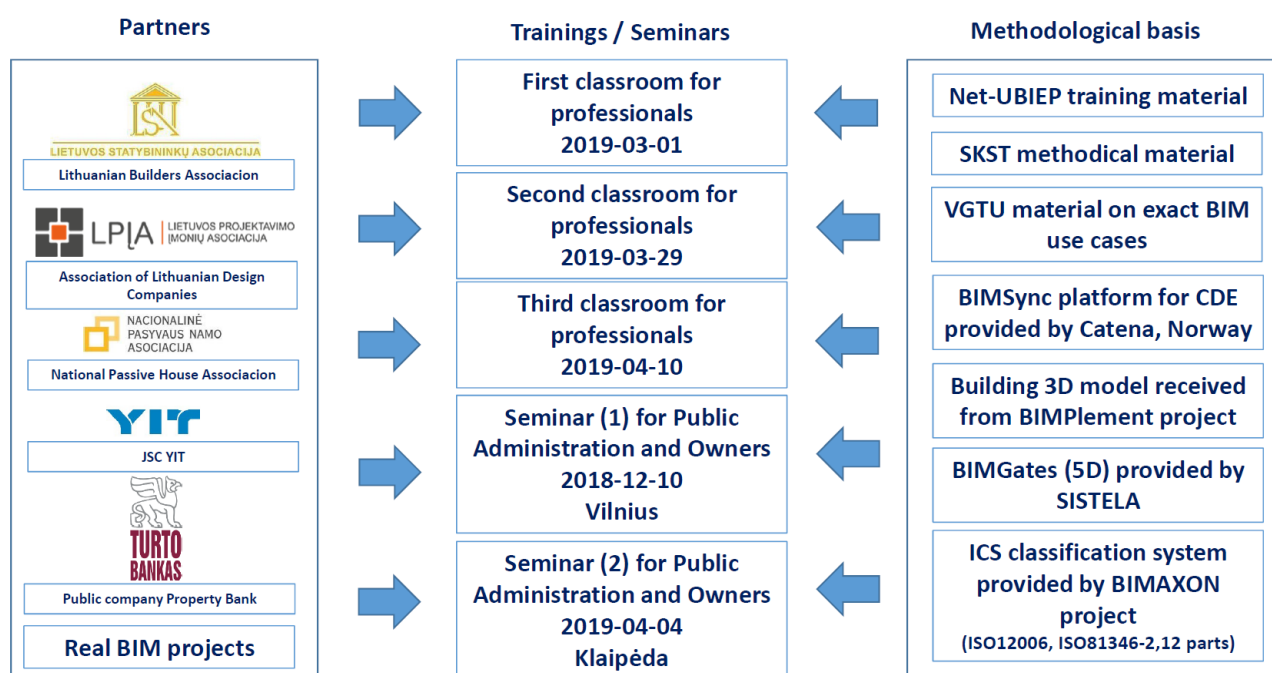 Partners
LIETUVOS STATYBININKŲ ASOCIACIJA
Lithuanian Builders Associacion
LPĮA
LIETUVOS PROJEKTAVIMO
ĮMONIŲ ASOCIACIJA
Association of Lithuanian Design
Companies
NACIONALINĖ
PASYVAUS NAMO
ASOCIACIJA
National Passive House Associacion
YIT
JSC YIT
TURTO
BANKAS
Public company Property Bank
Real BIM projects
Trainings / Seminars
First classroom for
professionals
2019-03-01
Second classroom for
professionals
2019-03-29
Third classroom for
professionals
2019-04-10
Seminar (1) for Public
Administration and Owners
2018-12-10
Vilnius
Seminar (2) for Public
Administration and Owners
2019-04-04
Klaipėda
Methodological basis
Net-UBIEP training material
SKST methodical material
VGTU material on exact BIM
use cases
BIMSync platform for CDE
provided by Catena, Norway
Building 3D model received
from BIMPlement project
BIMGates (5D) provided by
SISTELA
ICS classification system
provided by BIMAXON
project
(ISO12006, ISO81346-2,12 parts)